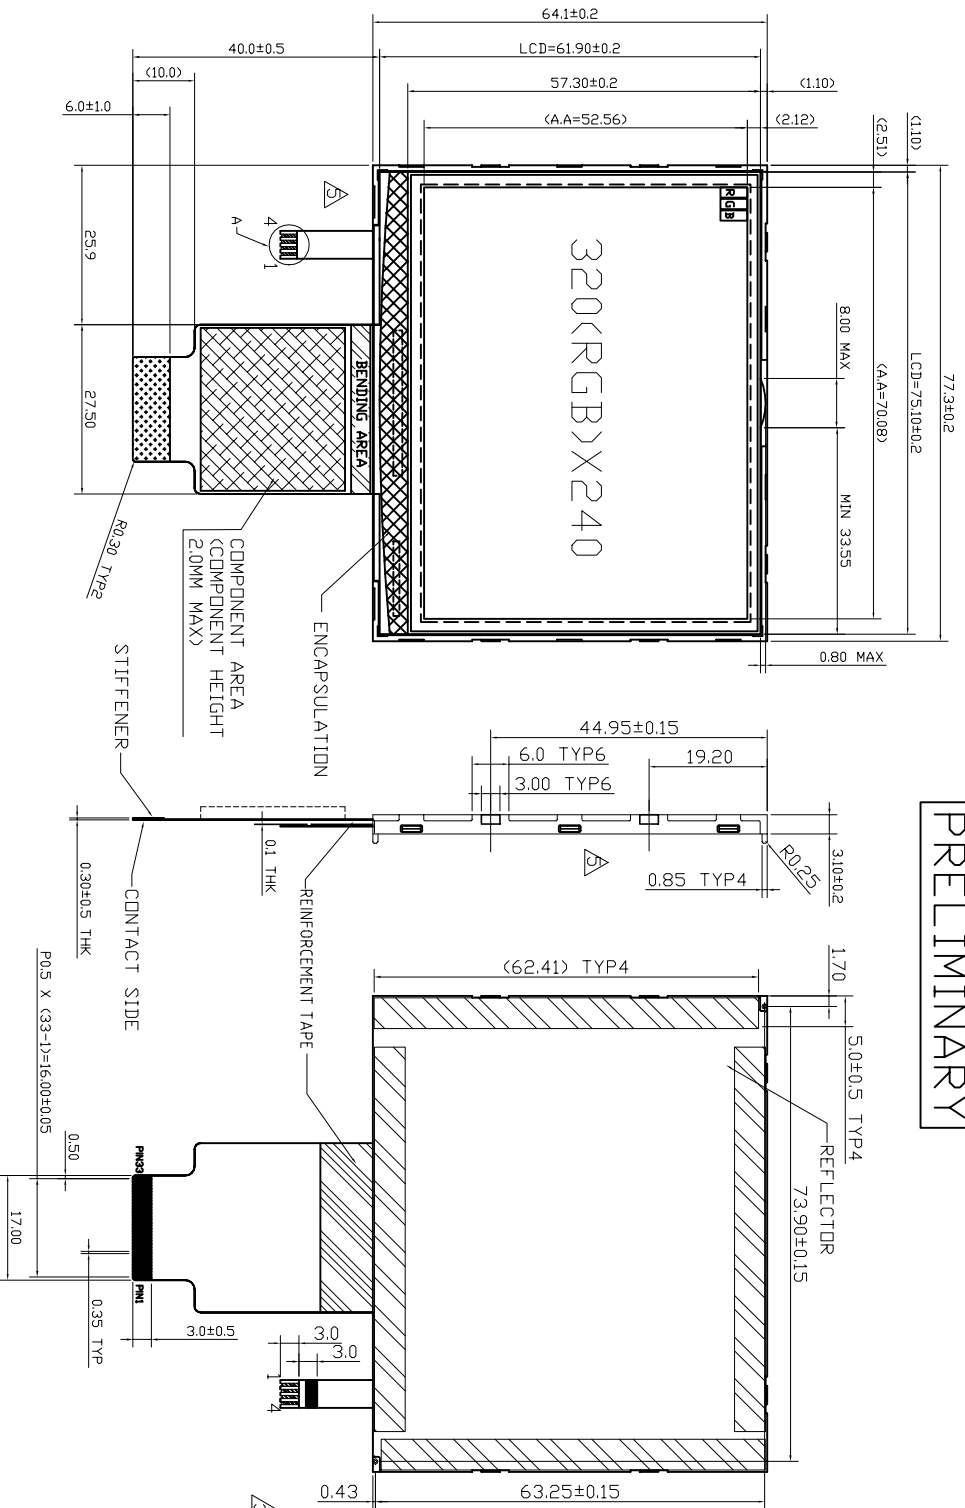 64.1±0.2
40.0±0.5
LCD=61.90±0.2
(10.0)
57.30±0.2
(1.10)
6.0±1.0
(A.A=52.56)
(2.12)
(2.51)
(1.10)
77.3±0.2
LCD=75.10±0.2
(A.A=70.08)
8.00 MAX
MIN 33.55
0.80 MAX
R G B
320(RGB)X240
5
4
A
1
25.9
27.50
BENDING AREA
R0.30 TYP2
COMPONENT AREA
(COMPONENT HEIGHT
2.0MM MAX)
ENCAPSULATION
STIFFENER
44.95±0.15
6.0 TYP6
19.20
3.00 TYP6
5
0.85 TYP4
R0.25
3.10±0.2
0.1 THK
0.30±0.5 THK
CONTACT SIDE
REINFORCEMENT TAPE
PRELIMINARY
(62.41) TYP4
1.70
5.0±0.5 TYP4
REFLECTOR
73.90±0.15
P0.5 X (33-1)=16.00±0.05
0.50
PIN33
PIN1
17.00
0.35 TYP
3.0±0.5
3.0
3.0
1
4
0.43
63.25±0.15